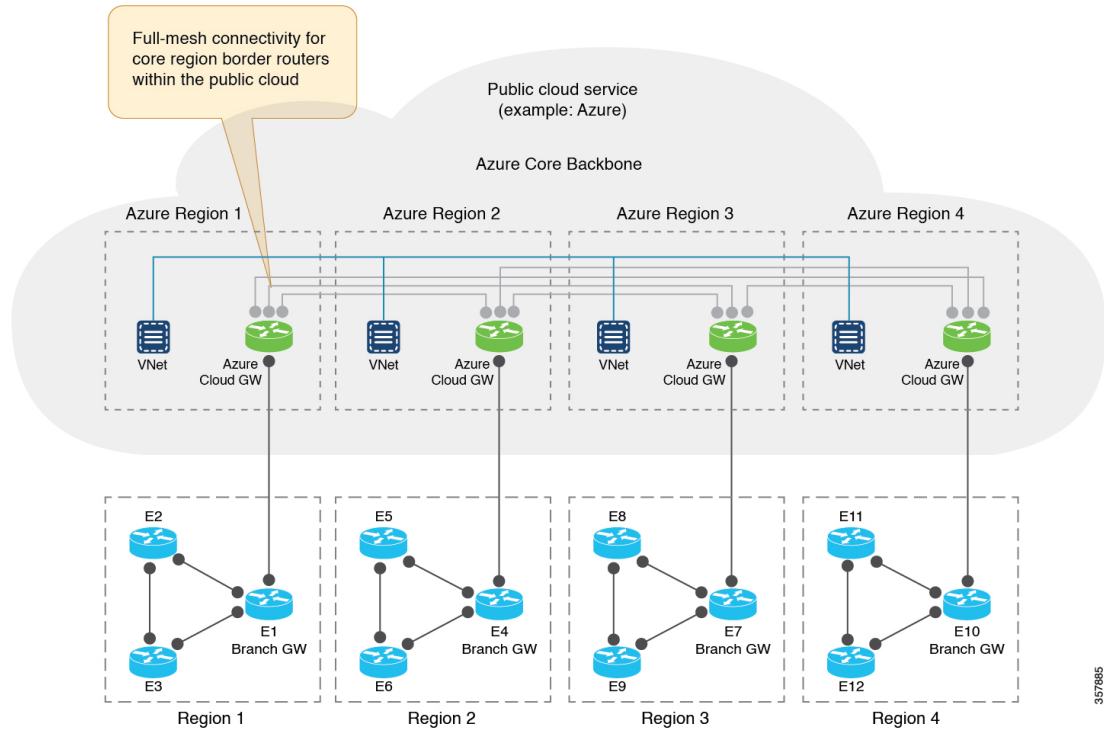 Full-mesh connectivity for
core region border routers
within the public cloud
Public cloud service
(example: Azure)
Azure Core Backbone
Azure Region 1
Azure Region 2
Azure Region 3
Azure Region 4
VNet
Azure
Cloud GW
VNet
Azure
Cloud GW
VNet
Azure
Cloud GW
VNet
Azure
Cloud GW
E2
E1
Branch GW
E3
Region 1
E5
E4
Branch GW
E6
Region 2
E8
E7
Branch GW
E9
Region 3
E11
E10
Branch GW
E12
Region 4
357885